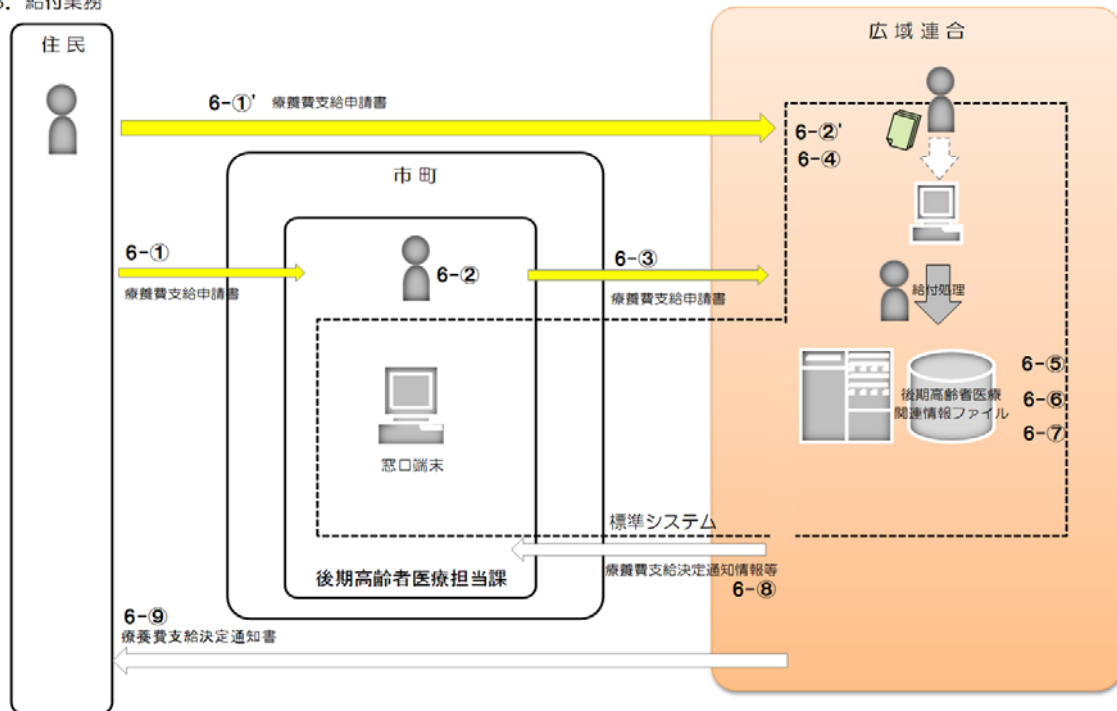 給付業務
住 民
広 域 連 合
6-①' 療養費支給申請書
6-②'
6-④
市 町
6-①
療養費支給申請書
6-②
6-③
療養費支給申請書
給付処理
6-⑤
後期高齢者医療
関連情報ファイル
6-⑥
6-⑦
窓口端末
標準システム
後期高齢者医療担当課
療養費支給決定通知情報等
6-⑧
6-⑨
療養費支給決定通知書